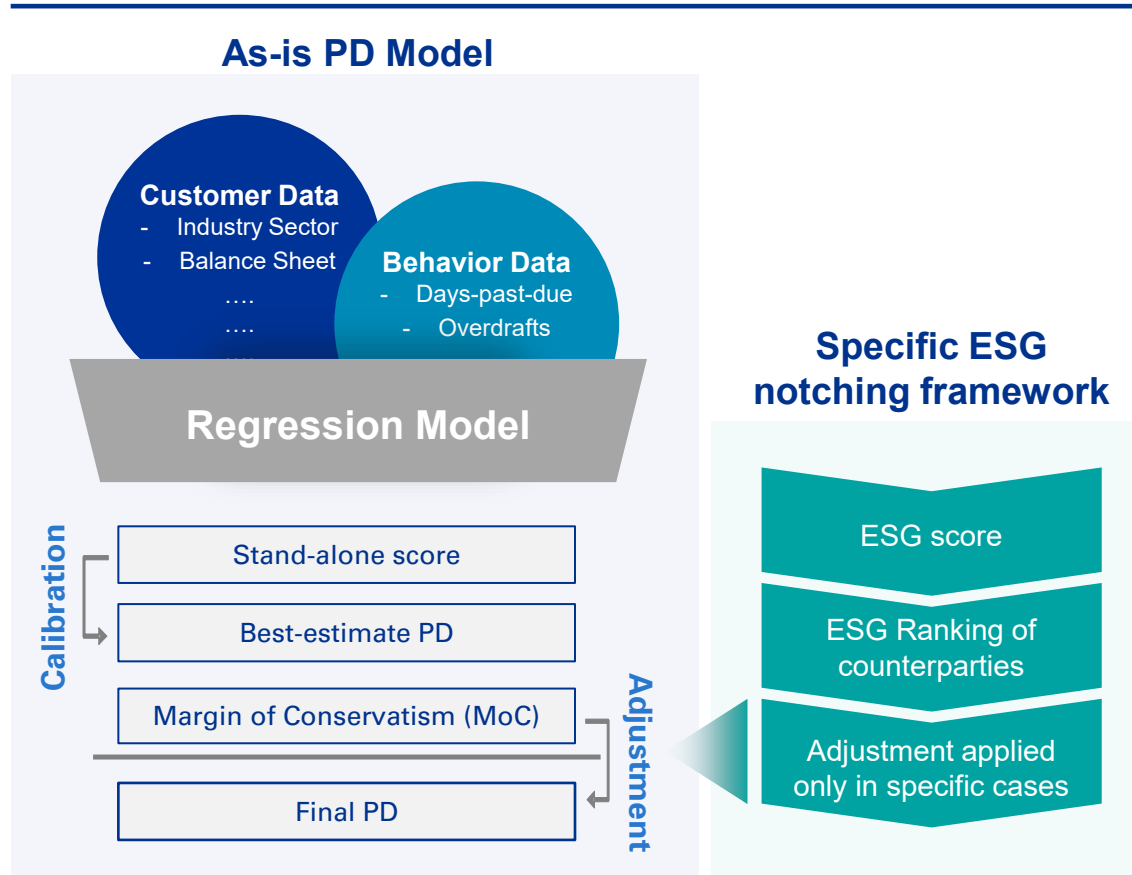 As-is PD Model
Customer Data
- Industry Sector
- Balance Sheet
....
....
....
Behavior Data
- Days-past-due
- Overdrafts
Regression Model
Calibration
Stand-alone score
Best-estimate PD
Margin of Conservatism (MoC)
Final PD
Adjustment
Specific ESG
notching framework
ESG score
ESG Ranking of
counterparties
Adjustment applied
only in specific cases